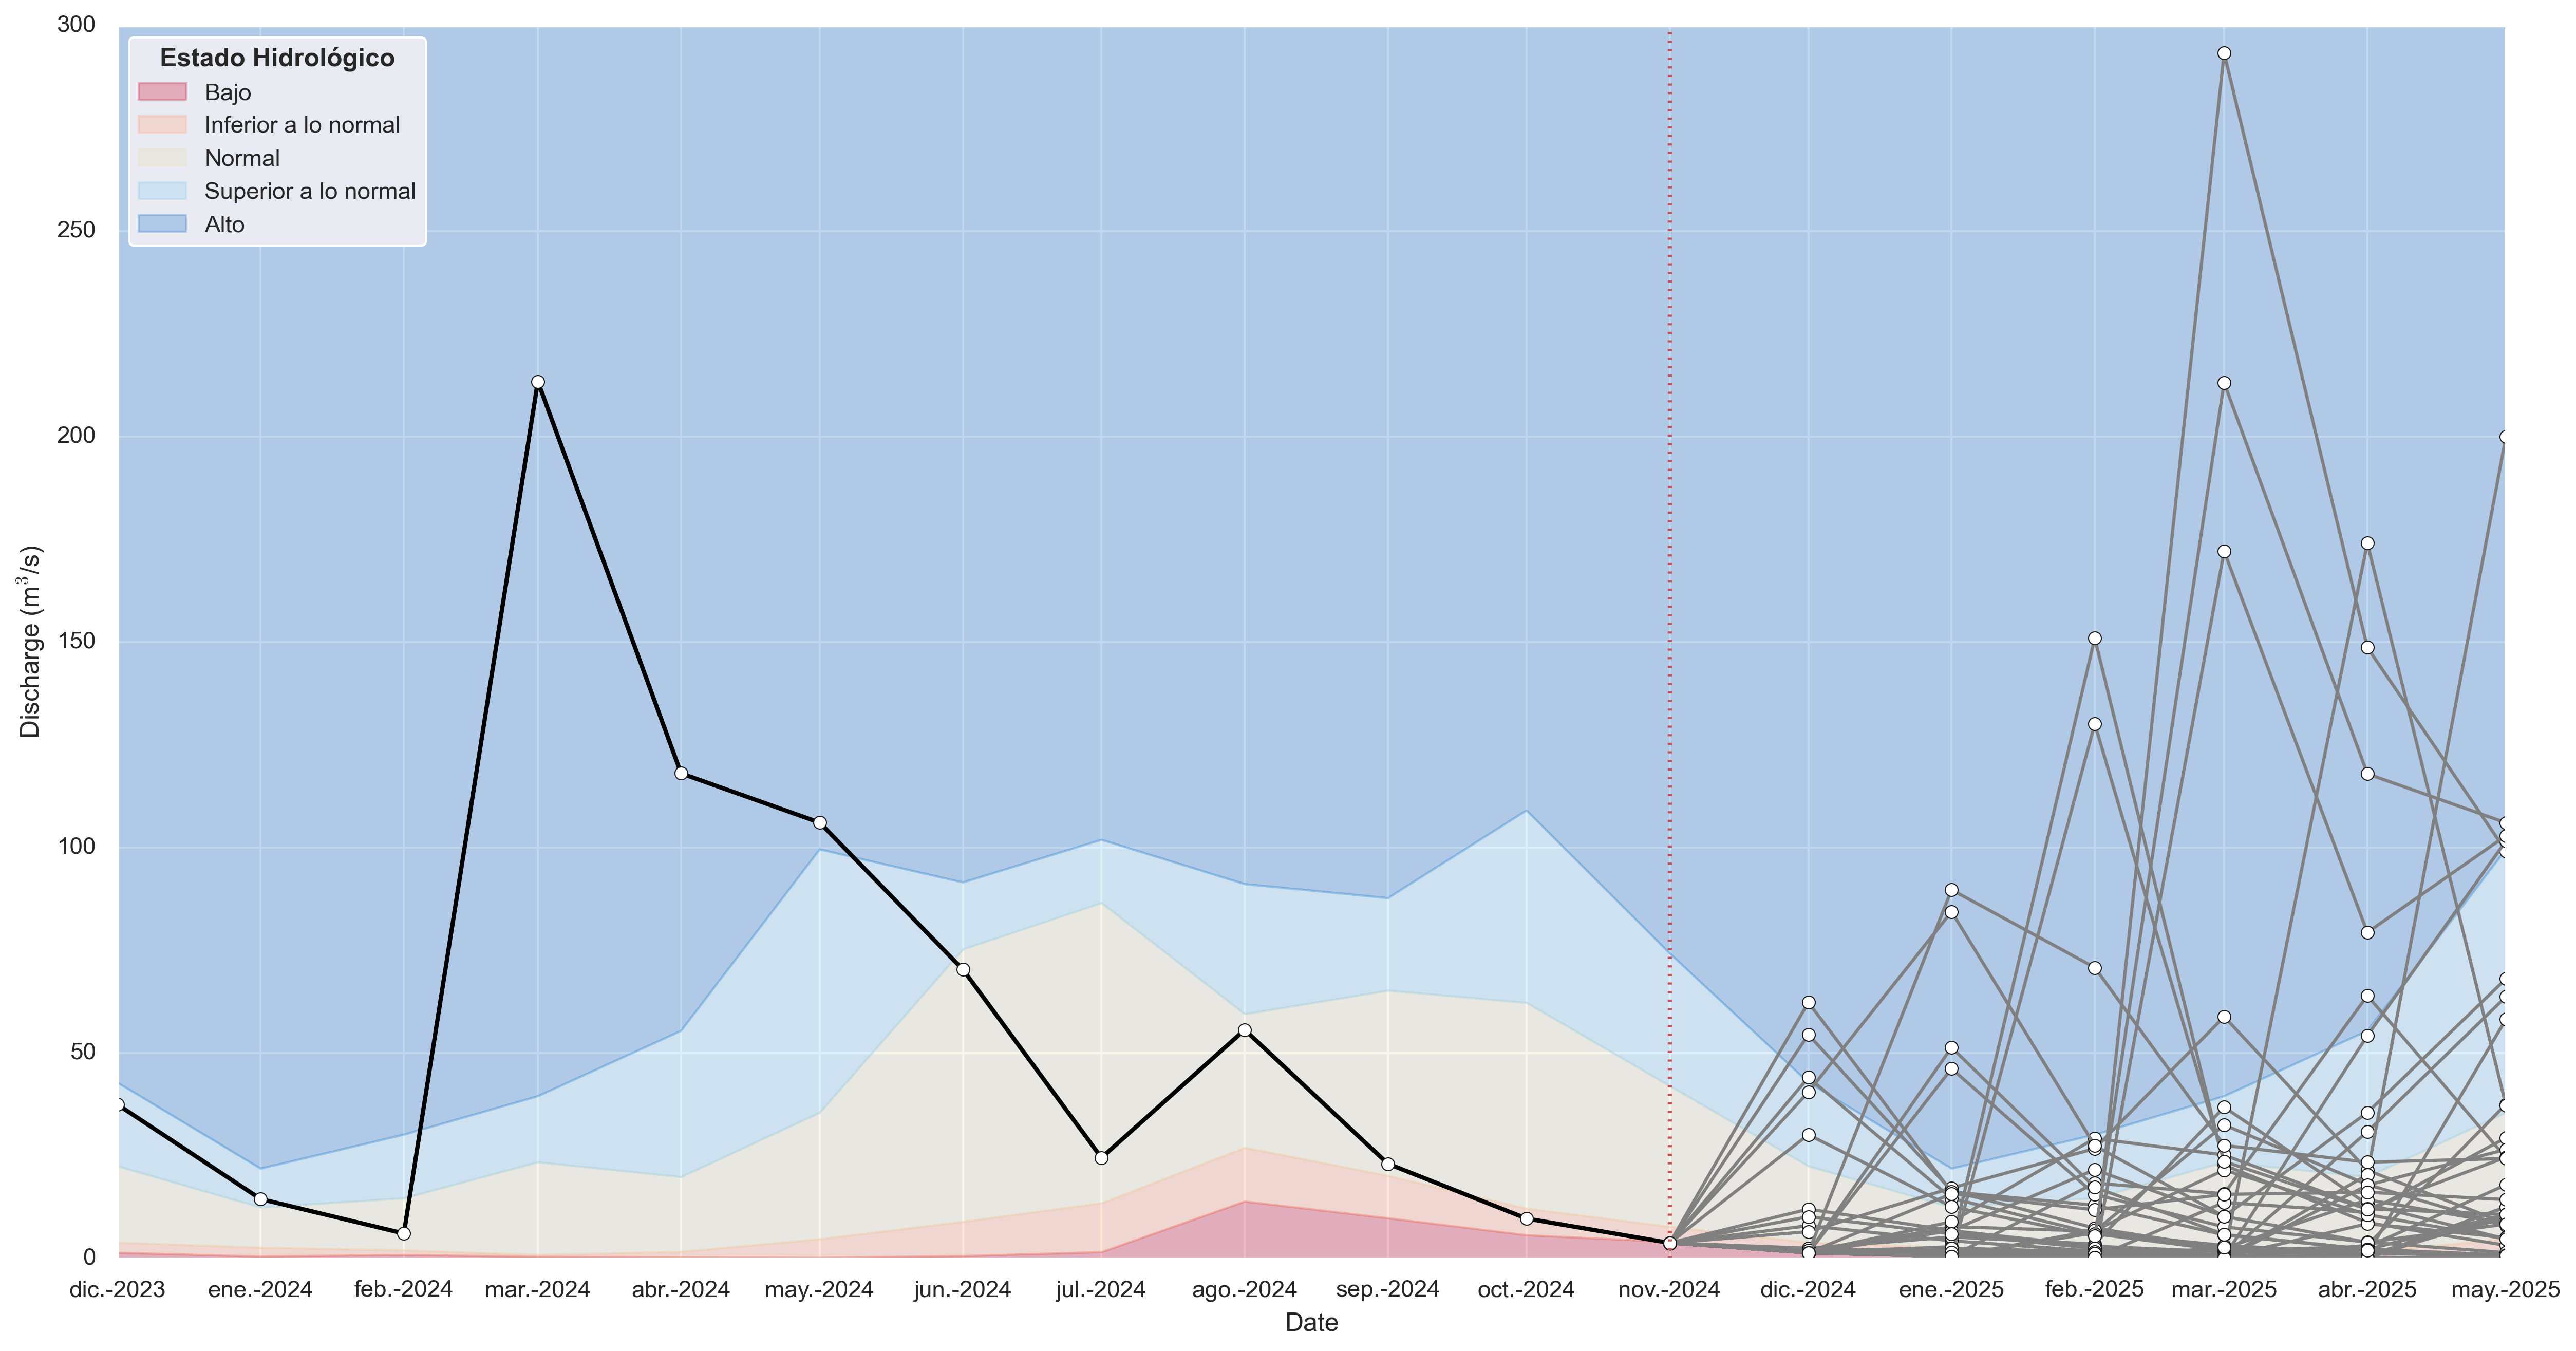 300
250
200
150
100
50
0
Discharge (m³/s)
Estado Hidrológico
Bajo
Inferior a lo normal
Normal
Superior a lo normal
Alto
dic.-2023 ene.-2024 feb.-2024 mar.-2024 abr.-2024 may.-2024 jun.-2024 jul.-2024 ago.-2024 sep.-2024 oct.-2024 nov.-2024 dic.-2024 ene.-2025 feb.-2025 mar.-2025 abr.-2025 may.-2025
Date